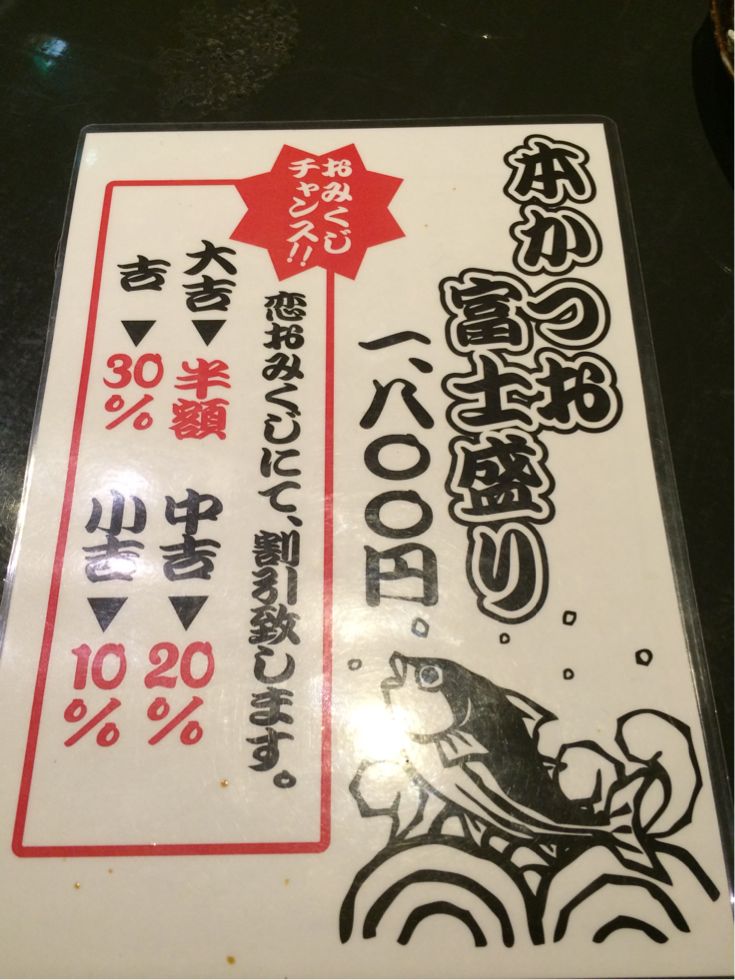 本かつお
富士盛り
一、八〇〇円
おみくじ
チャンス!!
恋おみくじにて、割引致します。
大吉▼半額
中吉▼20%
吉▼30%
小吉▼10%